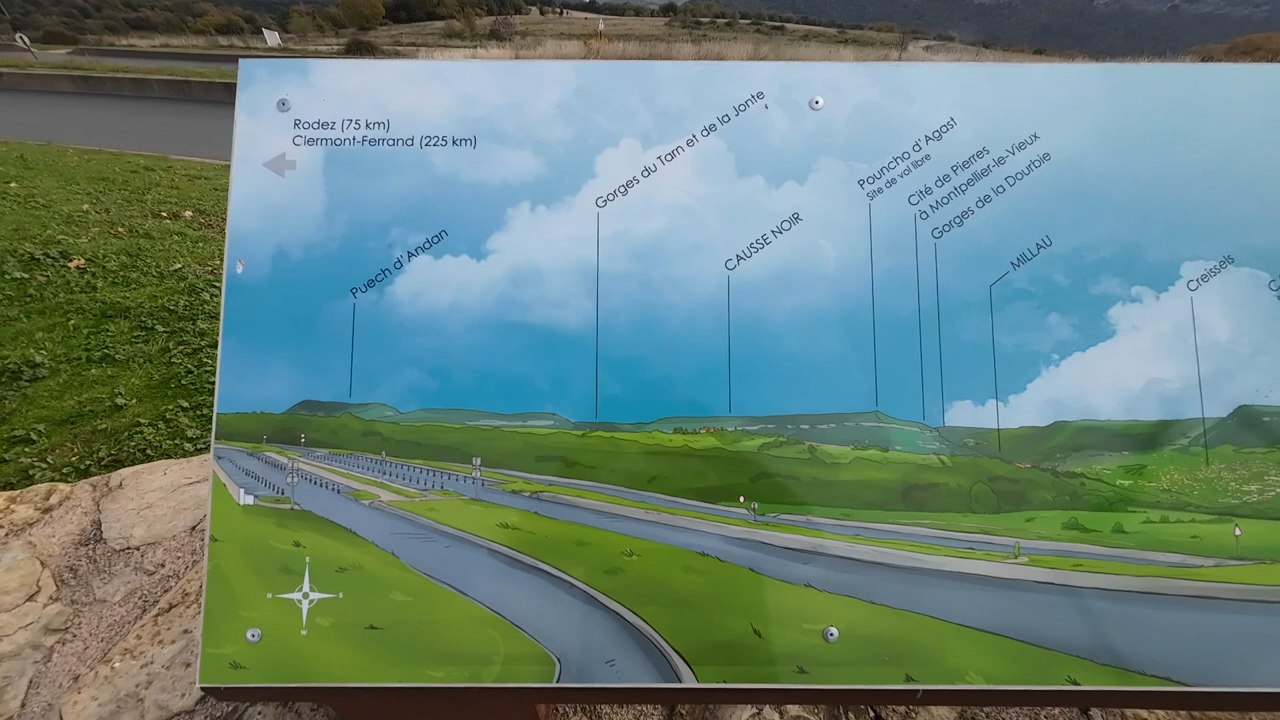 Rodez (75 km)
Clermont-Ferrand (225 km)
Puech d'Andan
Gorges du Tarn et de la Jonte
CAUSSE NOIR
Pouncho d'Agast
Site de vol libre
Cité de Pierres
à Montpellier-le-Vieux
Gorges de la Dourbie
MILLAU
Creissels
E
N
S
W